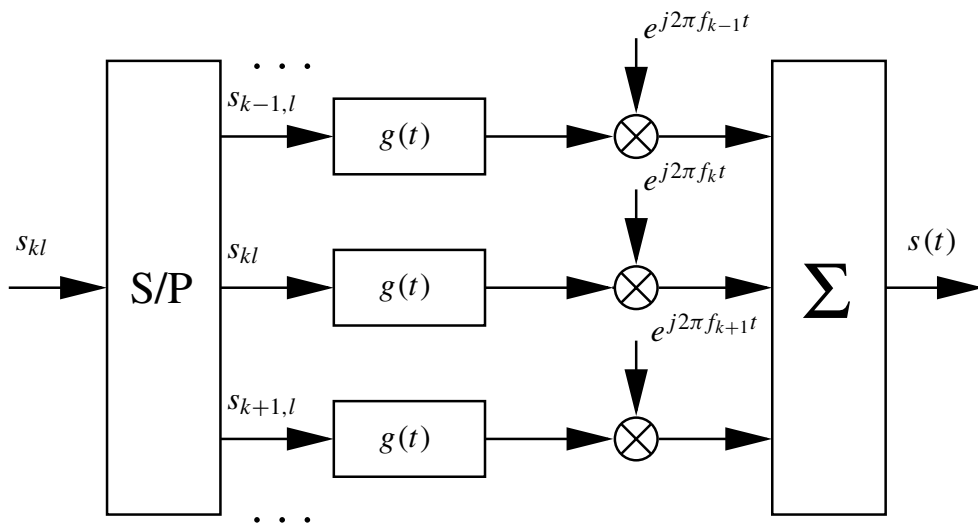 . . .
e^{j2πf_{k−1}t}
s_{k−1,l}
g(t)
e^{j2πf_k t}
s_{kl}
S/P
s_{kl}
g(t)
Σ
s(t)
e^{j2πf_{k+1}t}
s_{k+1,l}
g(t)
. . .